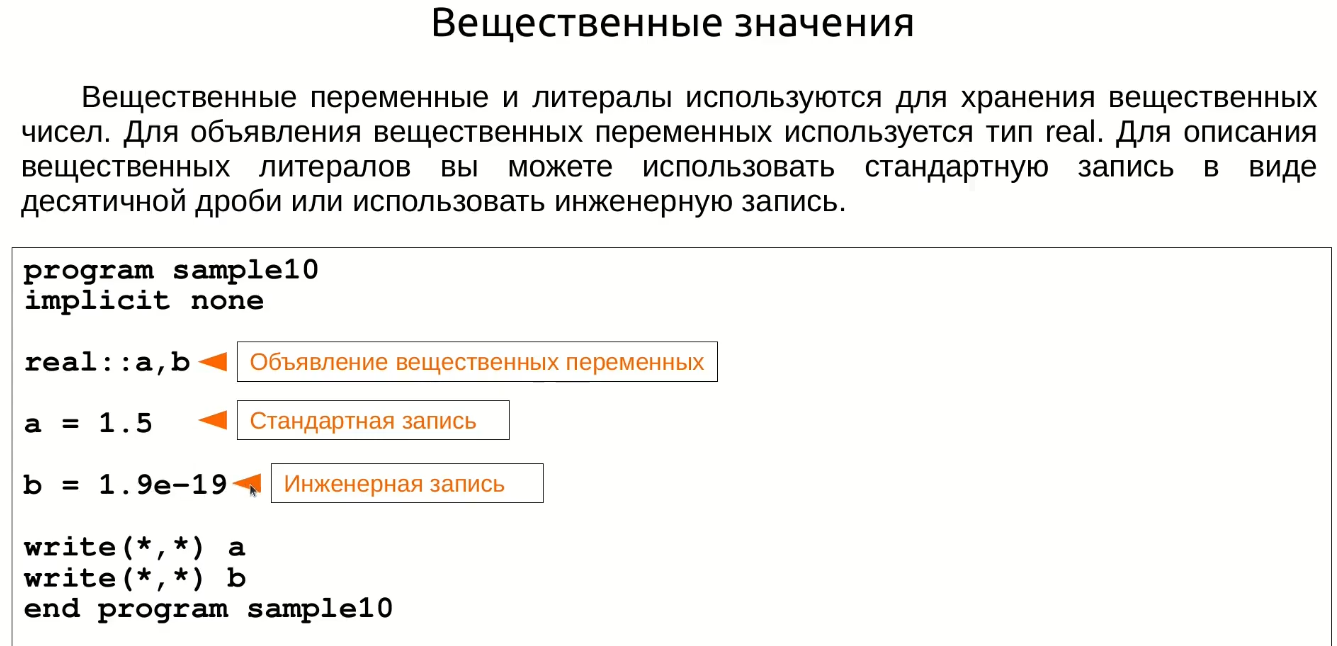 Вещественные значения
Вещественные переменные и литералы используются для хранения вещественных
чисел. Для объявления вещественных переменных используется тип real. Для описания
вещественных литералов вы можете использовать стандартную запись в виде
десятичной дроби или использовать инженерную запись.
program sample10
implicit none
real::a,b Объявление вещественных переменных
a = 1.5 Стандартная запись
b = 1.9e-19 Инженерная запись
write(*,*) a
write(*,*) b
end program sample10